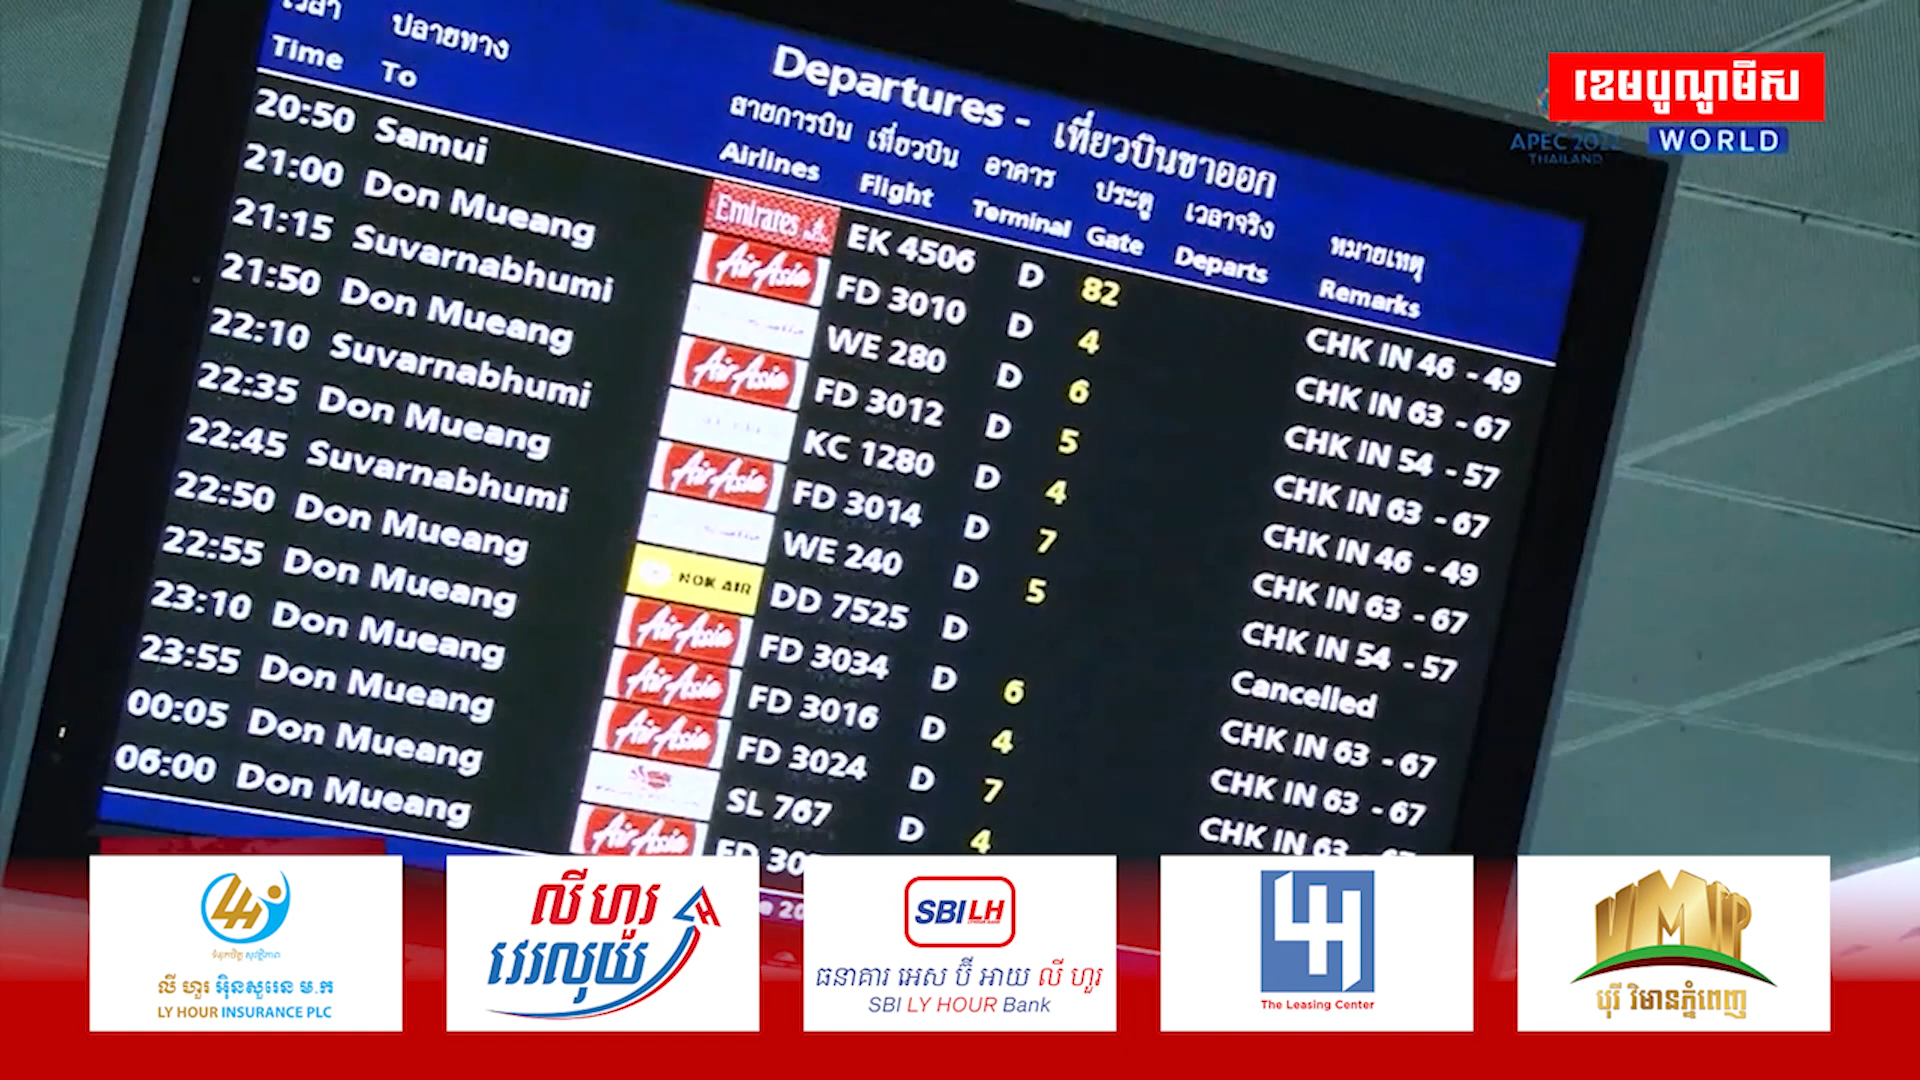 เวลา ปลายทาง
Time To
Departures - เที่ยวบินขาออก
สายการบิน เที่ยวบิน อาคาร ประตู เวลาจริง หมายเหตุ
Airlines Flight Terminal Gate Departs Remarks
20:50 Samui Emirates EK 4506 D 82 CHK IN 46 - 49
21:00 Don Mueang AirAsia FD 3010 D 4 CHK IN 63 - 67
21:15 Suvarnabhumi WE 280 D 6 CHK IN 54 - 57
21:50 Don Mueang AirAsia FD 3012 D 5 CHK IN 63 - 67
22:10 Suvarnabhumi KC 1280 D 4 CHK IN 46 - 49
22:35 Don Mueang AirAsia FD 3014 D 7 CHK IN 63 - 67
22:45 Suvarnabhumi WE 240 D 5 CHK IN 54 - 57
22:50 Don Mueang NOK AIR DD 7525 D Cancelled
22:55 Don Mueang AirAsia FD 3034 D 6 CHK IN 63 - 67
23:10 Don Mueang AirAsia FD 3016 D 4 CHK IN 63 - 67
23:55 Don Mueang AirAsia FD 3024 D 7 CHK IN 63 - 67
00:05 Don Mueang SL 767 D 4
06:00 Don Mueang AirAsia FD 30
ខេមបូណូមីស
WORLD
APEC 2022
THAILAND
លី ហួរ អ៊ិនសួរេន ម.ក
LY HOUR INSURANCE PLC
លី ហួរ
វេរលុយ
SBI LH
ធនាគារ អេស ប៊ី អាយ លី ហួរ
SBI LY HOUR Bank
The Leasing Center
VMPP
បុរី វិមានភ្នំពេញ